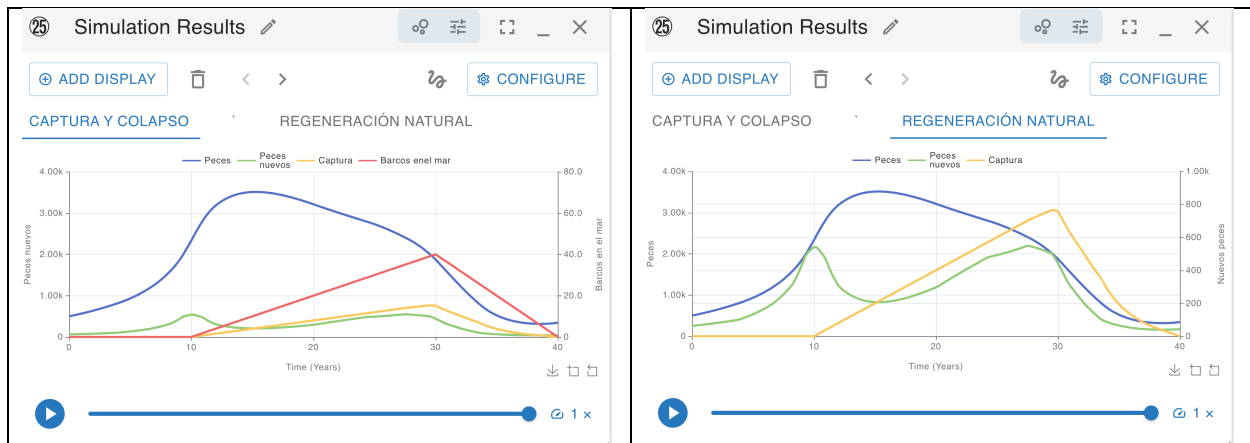 ㉕ Simulation Results
ADD DISPLAY
CONFIGURE
CAPTURA Y COLAPSO ` REGENERACIÓN NATURAL
Peces Peces nuevos Captura Barcos enel mar
4.00k
3.00k
2.00k
1.00k
0
80.0
60.0
40.0
20.0
0
Peces nuevos
Barcos en el mar
0 10 20 30 40
Time (Years)
1 ×
㉕ Simulation Results
ADD DISPLAY
CONFIGURE
CAPTURA Y COLAPSO ` REGENERACIÓN NATURAL
Peces Peces nuevos Captura
4.00k
3.00k
2.00k
1.00k
0
1.00k
800
600
400
200
0
Peces
Nuevos peces
0 10 20 30 40
Time (Years)
1 ×